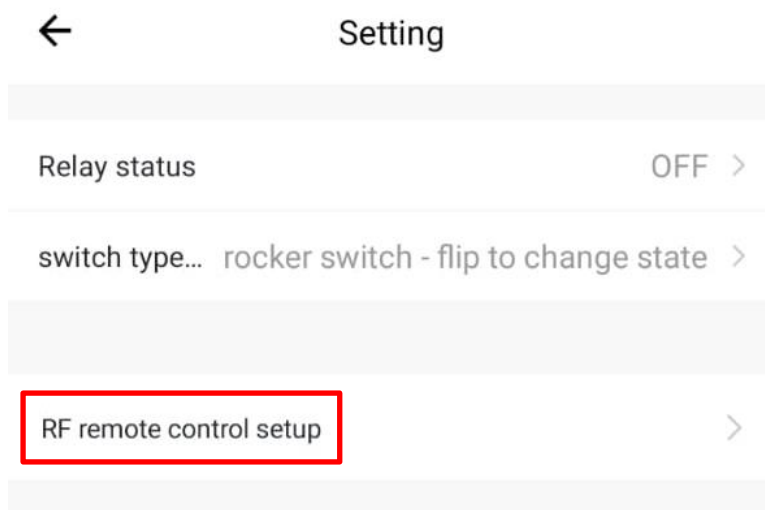 Setting
Relay status OFF
switch type... rocker switch - flip to change state
RF remote control setup